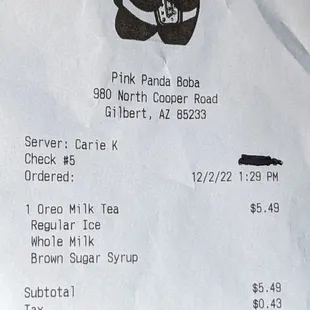 Pink Panda Boba
980 North Cooper Road
Gilbert, AZ 85233
Server: Carie K
Check #5
Ordered: 12/2/22 1:29 PM
1 Oreo Milk Tea $5.49
Regular Ice
Whole Milk
Brown Sugar Syrup
Subtotal $5.49
Tax $0.43